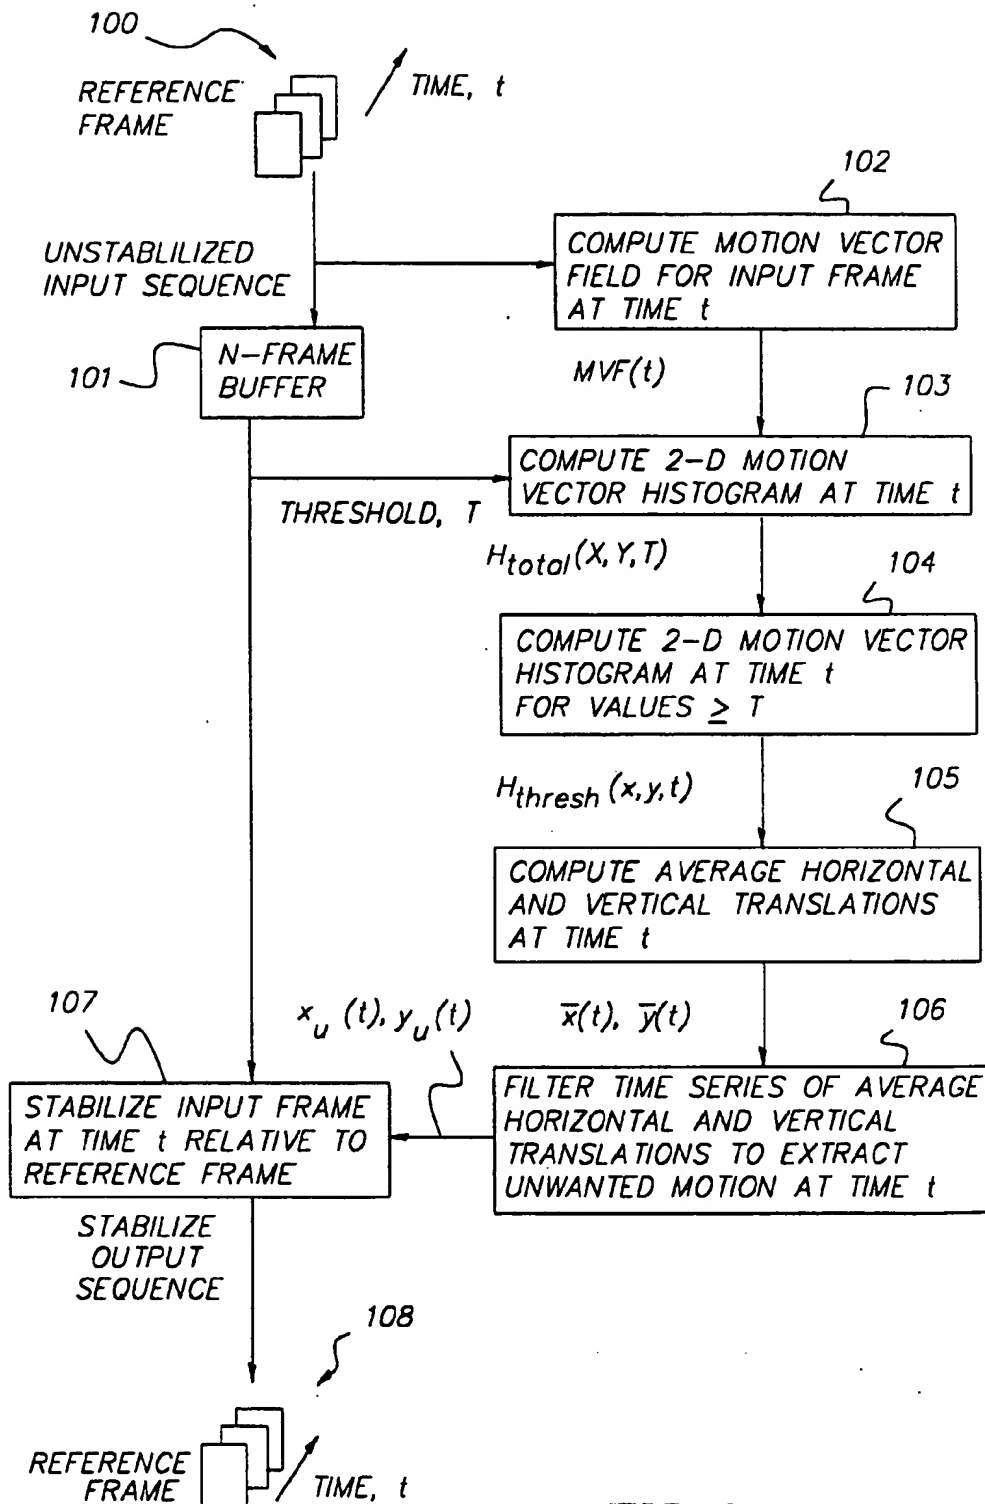 100
REFERENCE
FRAME
TIME, t
102
UNSTABLILIZED
INPUT SEQUENCE
COMPUTE MOTION VECTOR
FIELD FOR INPUT FRAME
AT TIME t
101
N-FRAME
BUFFER
MVF(t)
103
COMPUTE 2-D MOTION
VECTOR HISTOGRAM AT TIME t
THRESHOLD, T
Htotal(X, Y, T)
104
COMPUTE 2-D MOTION VECTOR
HISTOGRAM AT TIME t
FOR VALUES ≥ T
Hthresh(x,y,t)
105
COMPUTE AVERAGE HORIZONTAL
AND VERTICAL TRANSLATIONS
AT TIME t
107
xu(t), yu(t)
x̅(t), y̅(t)
106
STABILIZE INPUT FRAME
AT TIME t RELATIVE TO
REFERENCE FRAME
FILTER TIME SERIES OF AVERAGE
HORIZONTAL AND VERTICAL
TRANSLATIONS TO EXTRACT
UNWANTED MOTION AT TIME t
STABILIZE
OUTPUT
SEQUENCE
108
REFERENCE
FRAME
TIME, t